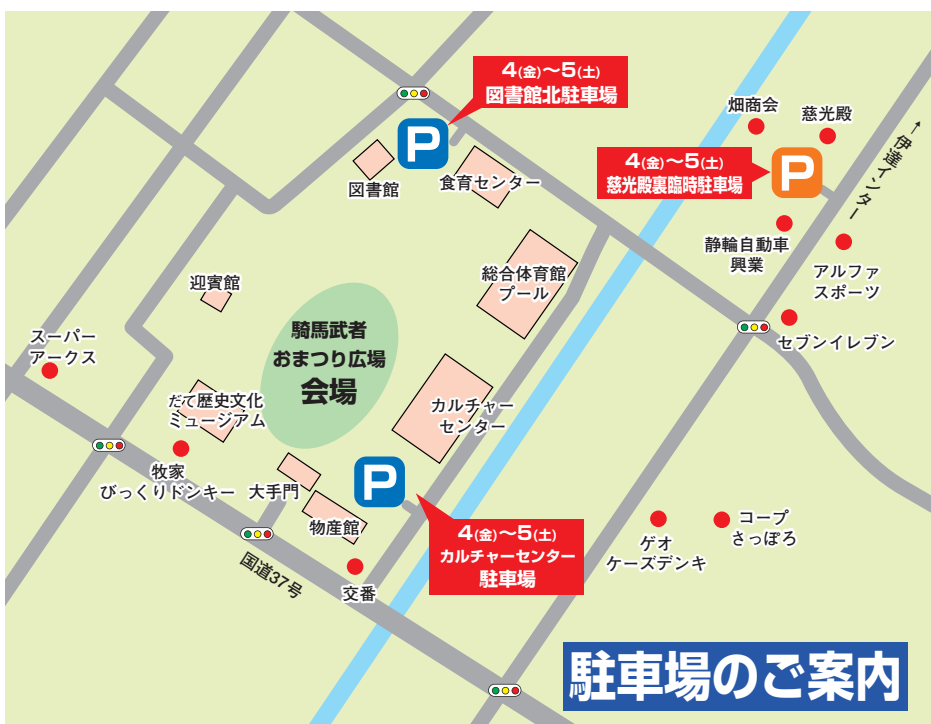 4(金)～5(土)
図書館北駐車場
P
図書館
食育センター
畑商会
慈光殿
4(金)～5(土)
慈光殿裏臨時駐車場
P
←伊達インター
静輪自動車
興業
アルファ
スポーツ
セブンイレブン
総合体育館
プール
迎賓館
騎馬武者
おまつり広場
会場
スーパー
アークス
だて歴史文化
ミュージアム
カルチャー
センター
牧家
びっくりドンキー
大手門
P
物産館
4(金)～5(土)
カルチャーセンター
駐車場
交番
国道37号
ゲオ
ケーズデンキ
コープ
さっぽろ
駐車場のご案内